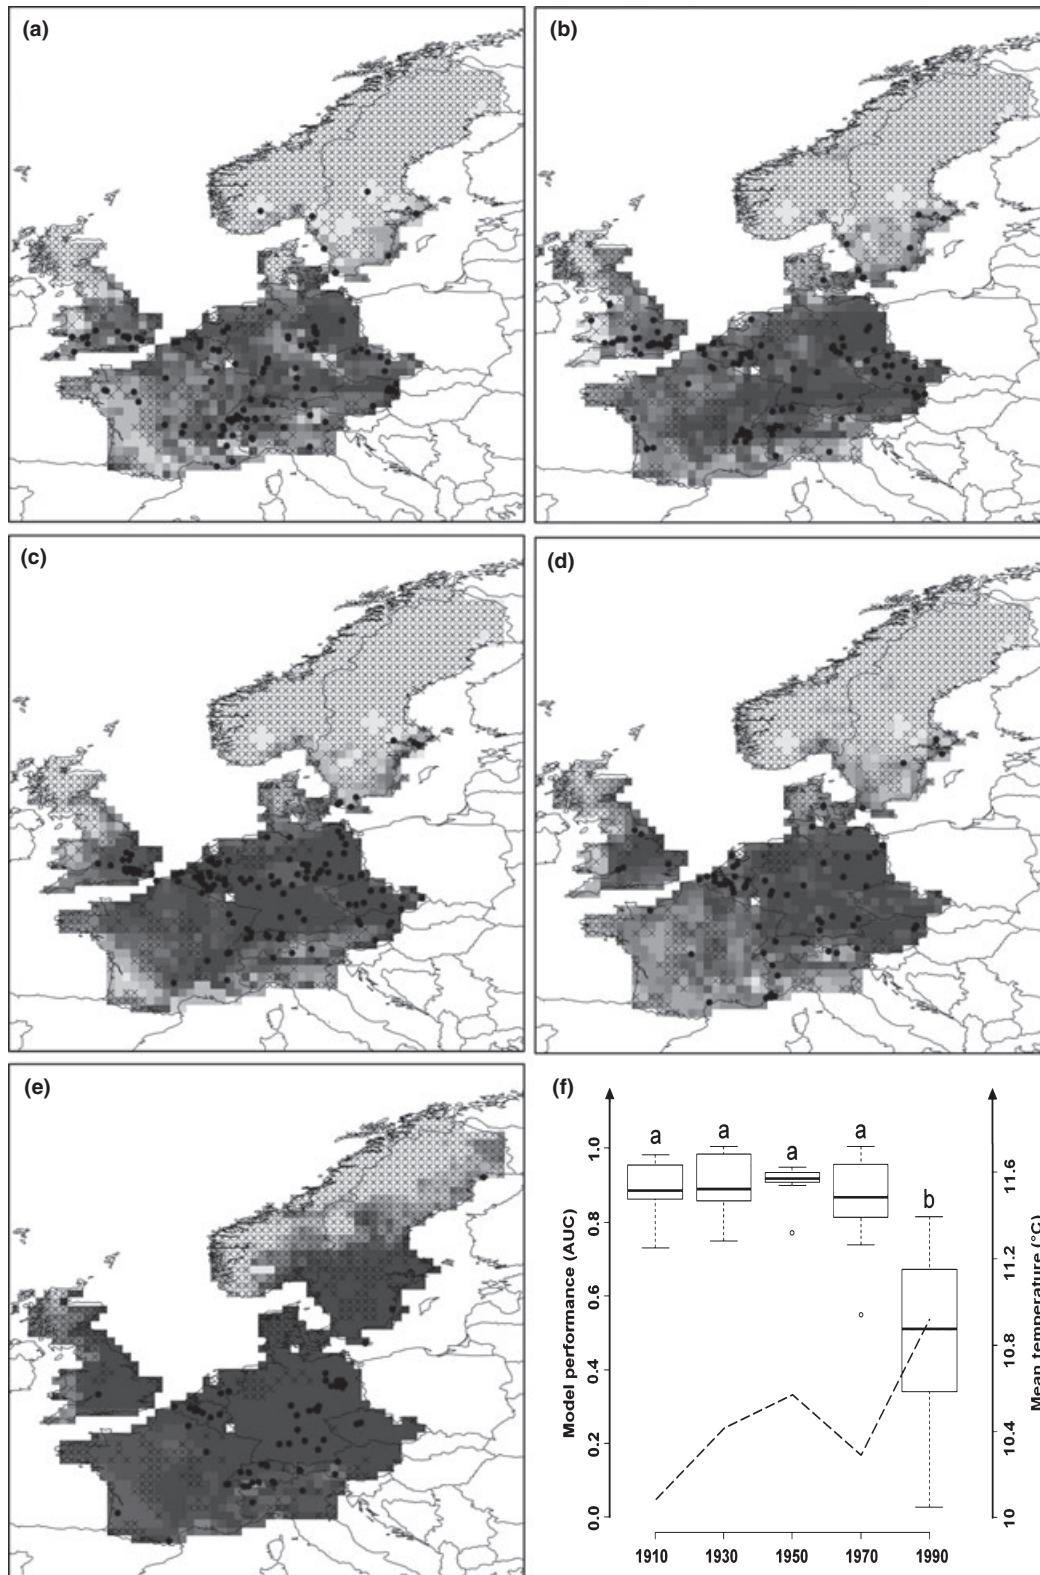 (a)
(b)
(c)
(d)
(e)
(f)
Model performance (AUC)
1.0
0.8
0.6
0.4
0.2
0.0
a
a
a
a
b
Mean temperature (°C)
11.6
11.2
10.8
10.4
10
1910
1930
1950
1970
1990